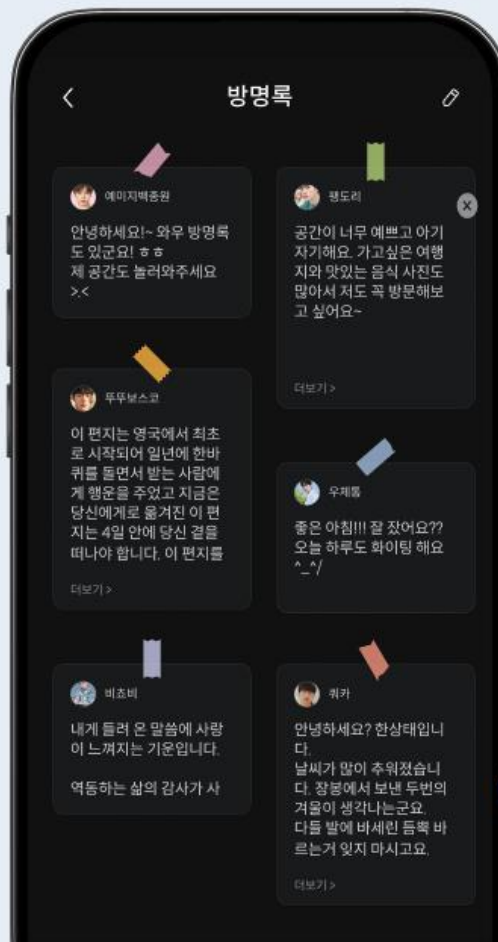 방명록
예미지백종원
안녕하세요!~ 와우 방명록
도 있군요! ㅎㅎ
제 공간도 놀러와주세요
>.<
팽도리
공간이 너무 예쁘고 아기
자기해요. 가고싶은 여행
지와 맛있는 음식 사진도
많아서 저도 꼭 방문해보
고 싶어요~
더보기 >
뚜뚜보스코
이 편지는 영국에서 최초
로 시작되어 일년에 한바
퀴를 돌면서 받는 사람에
게 행운을 주었고 지금은
당신에게로 옮겨진 이 편
지는 4일 안에 당신 곁을
떠나야 합니다. 이 편지를
더보기 >
우체통
좋은 아침!!! 잘 잤어요??
오늘 하루도 화이팅 해요
^_^/
비츠비
내게 들려 온 말씀에 사랑
이 느껴지는 기운입니다.
역동하는 삶의 감사가 사
쿼카
안녕하세요? 한상태입니
다.
날씨가 많이 추워졌습니
다. 장봉에서 보낸 두번의
겨울이 생각나는군요.
다들 발에 바세린 듬뿍 바
르는거 잊지 마시고요.
더보기 >